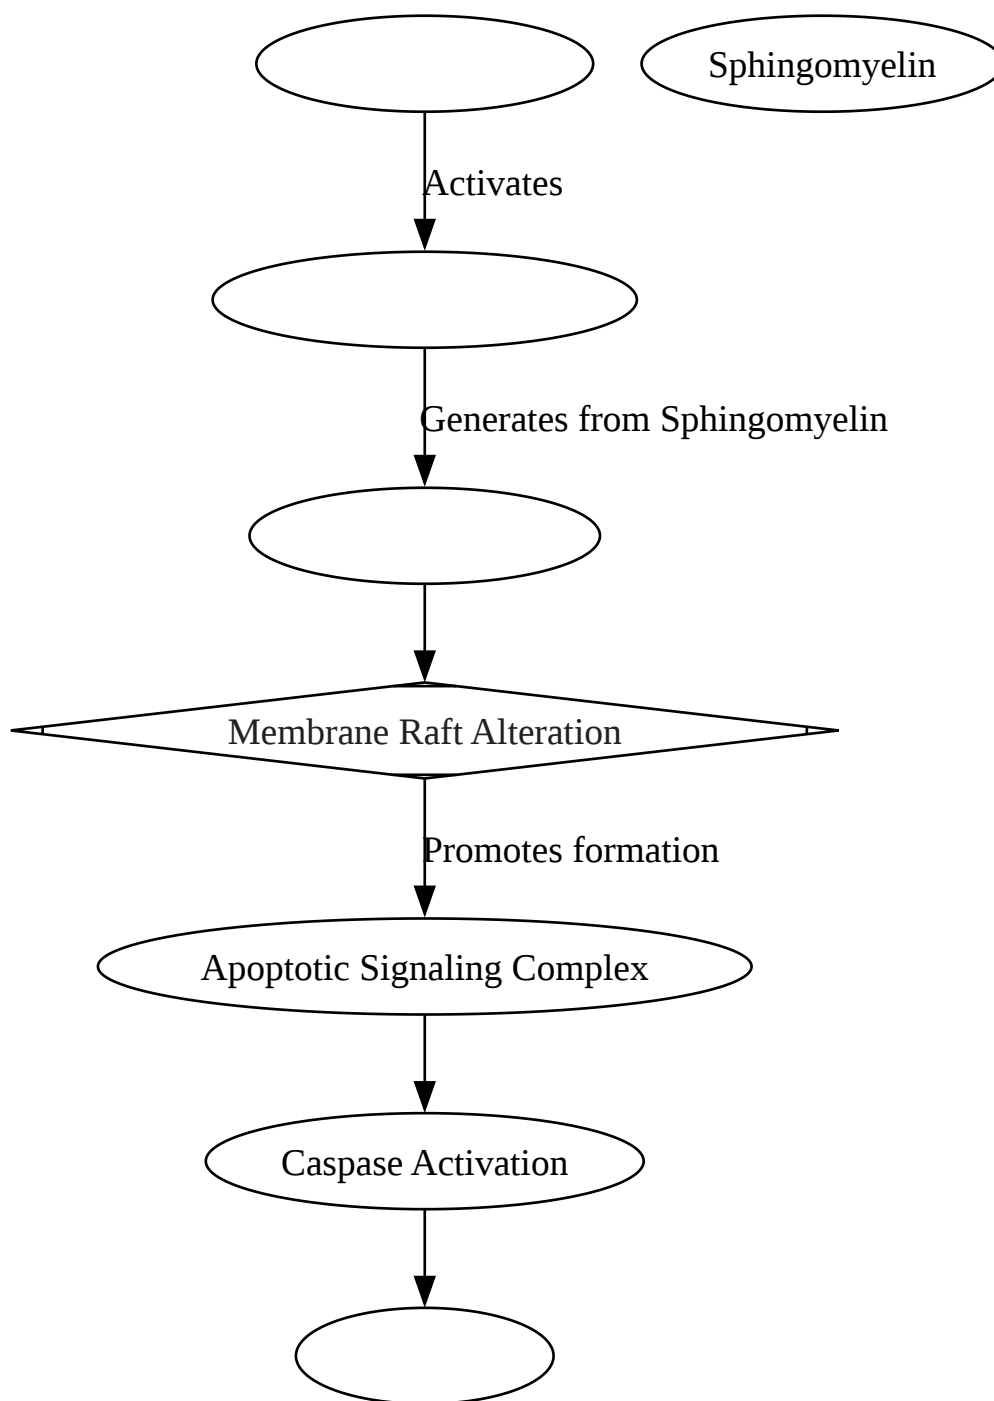 Sphingomyelin
Activates
Generates from Sphingomyelin
Membrane Raft Alteration
Promotes formation
Apoptotic Signaling Complex
Caspase Activation